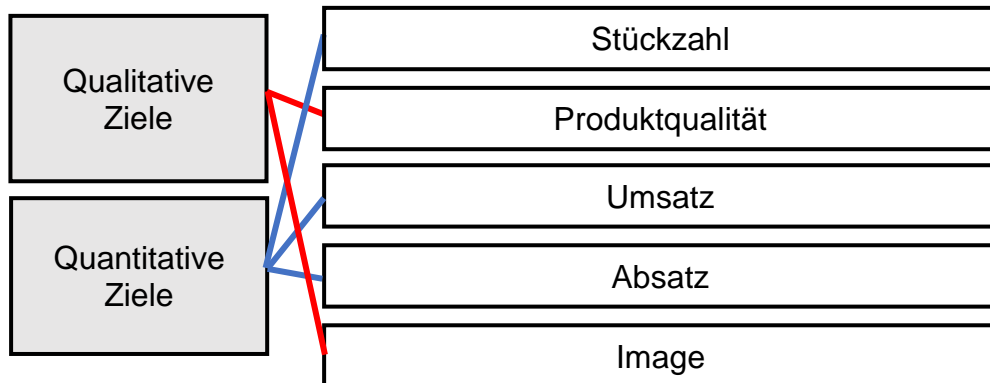 Qualitative
Ziele
Quantitative
Ziele
Stückzahl
Produktqualität
Umsatz
Absatz
Image